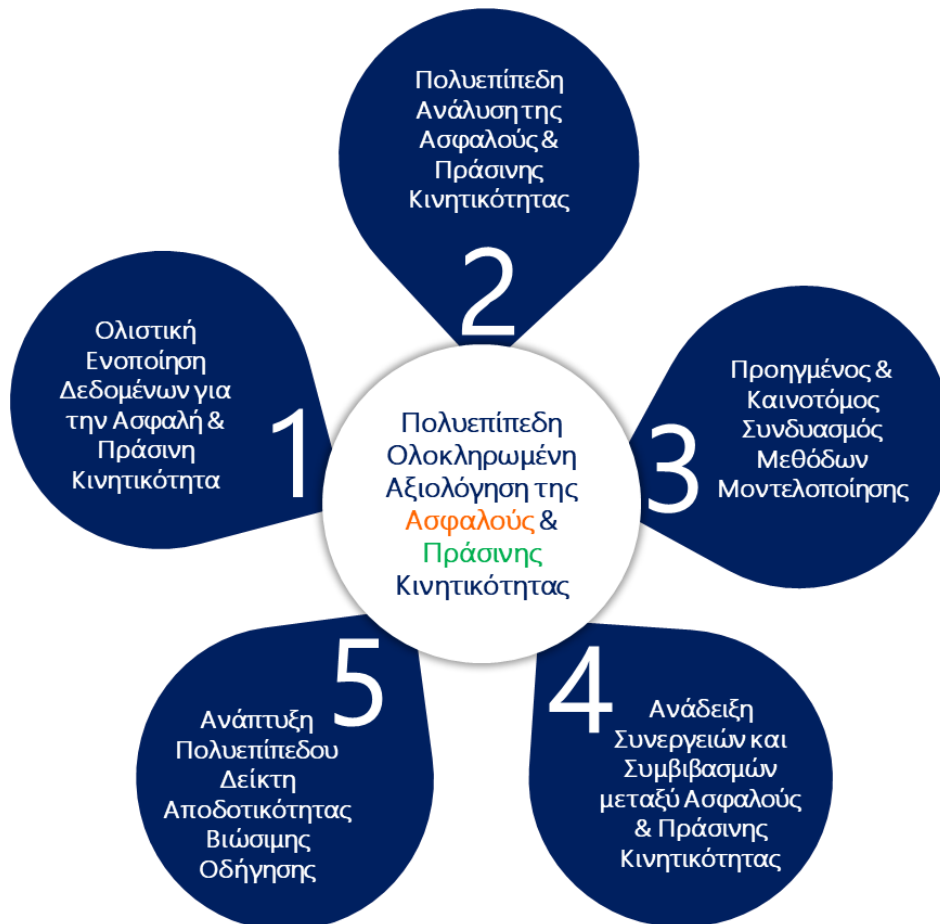 Πολυεπίπεδη
Ανάλυση της
Ασφαλούς &
Πράσινης
Κινητικότητας
2
Ολιστική
Ενοποίηση
Δεδομένων για
την Ασφαλή &
Πράσινη
Κινητικότητα
1
Προηγμένος &
Καινοτόμος
Συνδυασμός
Μεθόδων
Μοντελοποίησης
3
Πολυεπίπεδη
Ολοκληρωμένη
Αξιολόγηση της
Ασφαλούς &
Πράσινης
Κινητικότητας
5
Ανάπτυξη
Πολυεπίπεδου
Δείκτη
Αποδοτικότητας
Βιώσιμης
Οδήγησης
4
Ανάδειξη
Συνεργειών και
Συμβιβασμών
μεταξύ Ασφαλούς
& Πράσινης
Κινητικότητας